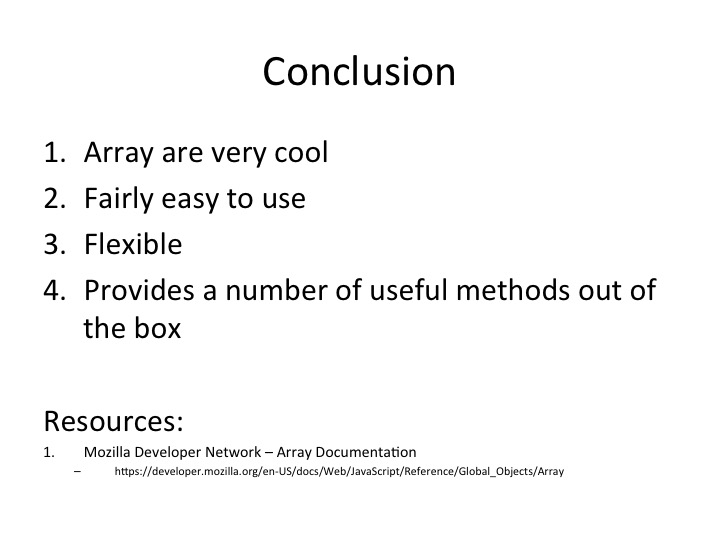 Conclusion
1. Array are very cool
2. Fairly easy to use
3. Flexible
4. Provides a number of useful methods out of
the box
Resources:
1. Mozilla Developer Network – Array Documentation
– https://developer.mozilla.org/en-US/docs/Web/JavaScript/Reference/Global_Objects/Array